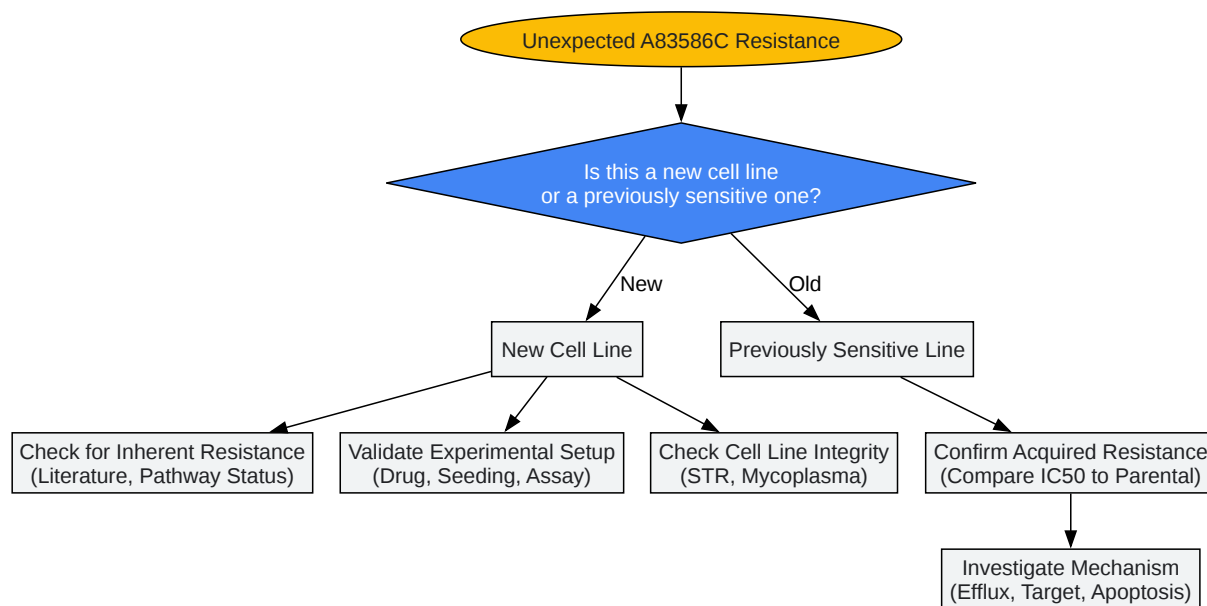 Unexpected A83586C Resistance
Is this a new cell line
or a previously sensitive one?
New
Old
New Cell Line
Previously Sensitive Line
Check for Inherent Resistance
(Literature, Pathway Status)
Validate Experimental Setup
(Drug, Seeding, Assay)
Check Cell Line Integrity
(STR, Mycoplasma)
Confirm Acquired Resistance
(Compare IC50 to Parental)
Investigate Mechanism
(Efflux, Target, Apoptosis)